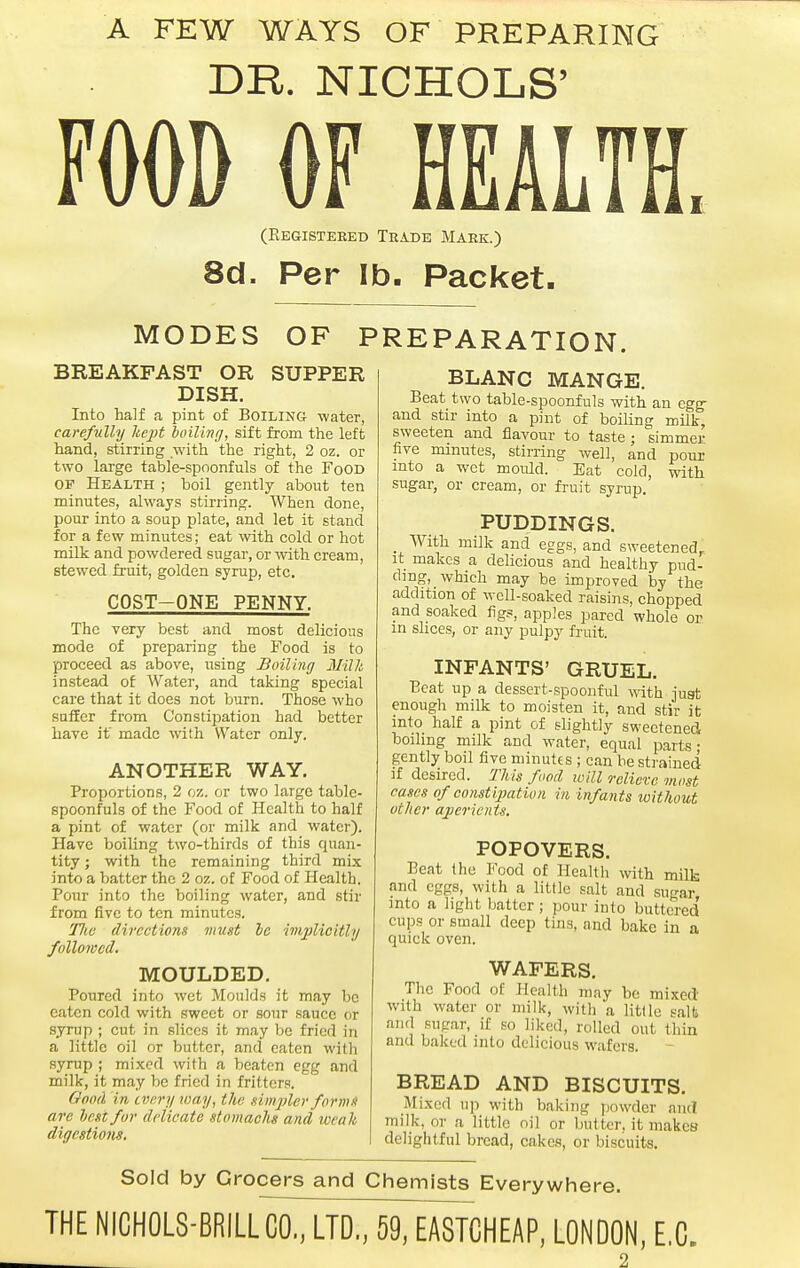 A FEW WAYS OF PREPARING
DR. NICHOLS'
FOOD OF HEALTH.
(REGISTERED TRADE MARK.)
8d. Per lb. Packet.
MODES OF PREPARATION.
BREAKFAST OR SUPPER
DISH.
Into half a pint of BOILING water,
carefully kept boiling, sift from the left
hand, stirring with the right, 2 oz. or
two large table-spoonfuls of the FOOD
OF HEALTH; boil gently about ten
minutes, always stirring. When done,
pour into a soup plate, and let it stand
for a few minutes; eat with cold or hot
milk and powdered sugar, or with cream,
stewed fruit, golden syrup, etc.
COST—ONE PENNY.
The very best and most delicious
mode of preparing the Food is to
proceed as above, using Boiling Milk
instead of Water, and taking special
care that it does not burn. Those who
suffer from Constipation had better
have it made with Water only.
ANOTHER WAY.
Proportions, 2 oz. or two large table-
spoonfuls of the Food of Health to half
a pint of water (or milk and water).
Have boiling two-thirds of this quan-
tity; with the remaining third mix
into a batter the 2 oz. of Food of Health.
Pour into the boiling water, and stir
from five to ten minutes.
The directions must be implicitly
followed.
MOULDED.
Poured into wet Moulds it may be
eaten cold with sweet or sour sauce or
syrup; cut in slices it may be fried in
a little oil or butter, and eaten with
syrup; mixed with a beaten egg and
milk, it may be fried in fritters.
Good in every way, the simpler forms
are best for delicate stomachs and weak
digestions.
BLANC MANGE.
Beat two table-spoonfuls with an egg
and stir into a pint of boiling milk,
sweeten and flavour to taste; simmer
five minutes, stirring well, and pour
into a wet mould. Eat cold, with
sugar, or cream, or fruit syrup.
PUDDINGS.
With milk and eggs, and sweetened,
it makes a delicious and healthy pud-
ding, which may be improved by the
addition of well-soaked raisins, chopped
and soaked figs, apples pared whole or
in slices, or any pulpy fruit.
INFANTS' GRUEL.
Beat up a dessert-spoonful with just
enough milk to moisten it, and stir it
into half a pint of slightly sweetened
boiling milk and water, equal parts;
gently boil five minutes; can be strained
if desired. This food will relieve most
cases of constipation in infants without
other aperients.
POPOVERS.
Beat the Food of Health with milk
and eggs, with a little salt and sugar,
into a light batter; pour into buttered
cups or small deep tins, and bake in a
quick oven.
WAFERS.
The Food of Health may be mixed
with water or milk, with a little salt
and sugar, if so liked, rolled out thin
and baked into delicious wafers.
BREAD AND BISCUITS.
Mixed up with baking powder and
milk, or a little oil or butter, it makes
delightful bread, cakes, or biscuits.
Sold by Grocers and Chemists Everywhere.
THE NICHOLS-BRILL CO., LTD., 59, EASTCHEAP, LONDON, E.C.
2